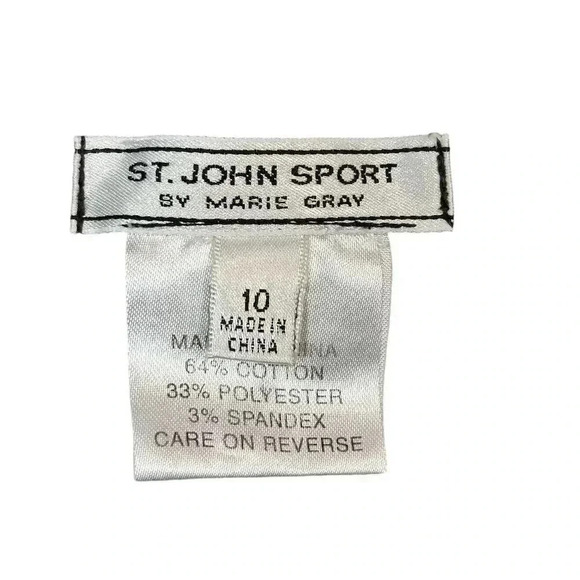 ST. JOHN SPORT
BY MARIE GRAY
10
MADE IN
CHINA
64% COTTON
33% POLYESTER
3% SPANDEX
CARE ON REVERSE